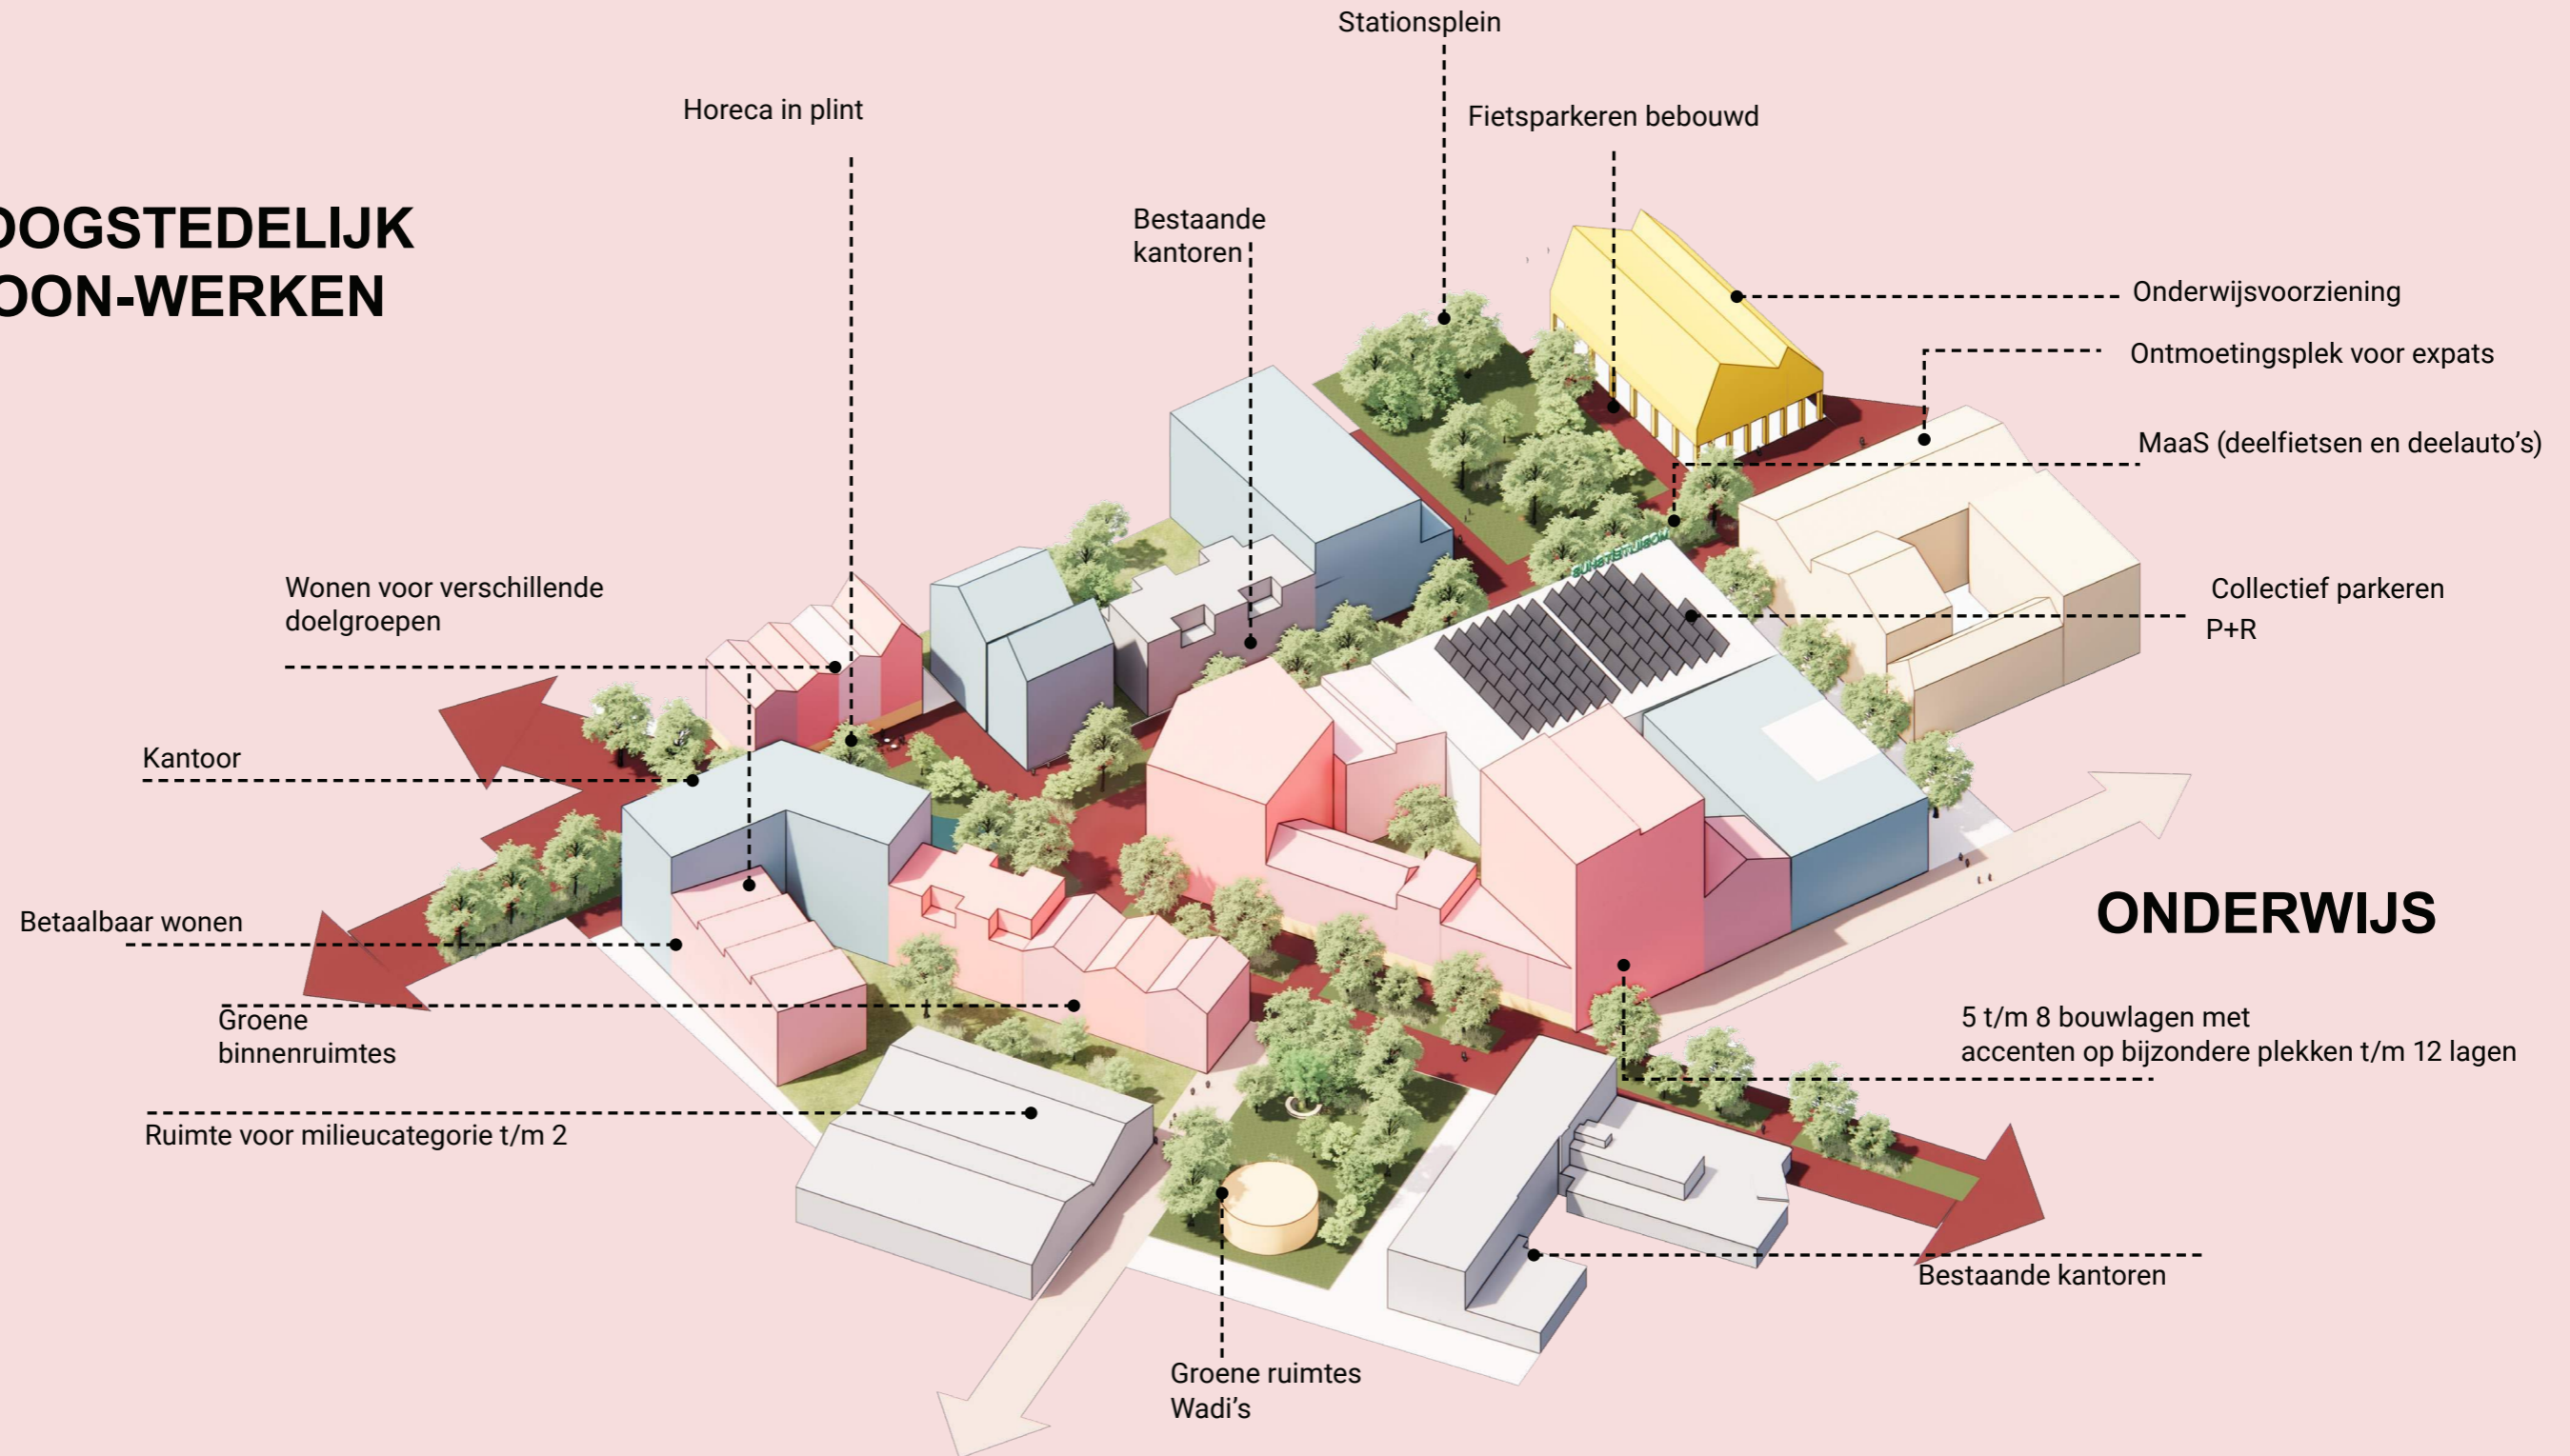 Stationsplein
Horeca in plint
Fietsparkeren bebouwd
OOGSTEDELIJK
OON-WERKEN
Bestaande
kantoren
Onderwijsvoorziening
Ontmoetingsplek voor expats
MaaS (deelfietsen en deelauto's)
MOBILITEITSHUB
Wonen voor verschillende
doelgroepen
Collectief parkeren
P+R
Kantoor
Betaalbaar wonen
ONDERWIJS
Groene
binnenruimtes
5 t/m 8 bouwlagen met
accenten op bijzondere plekken t/m 12 lagen
Ruimte voor milieucategorie t/m 2
Bestaande kantoren
Groene ruimtes
Wadi's